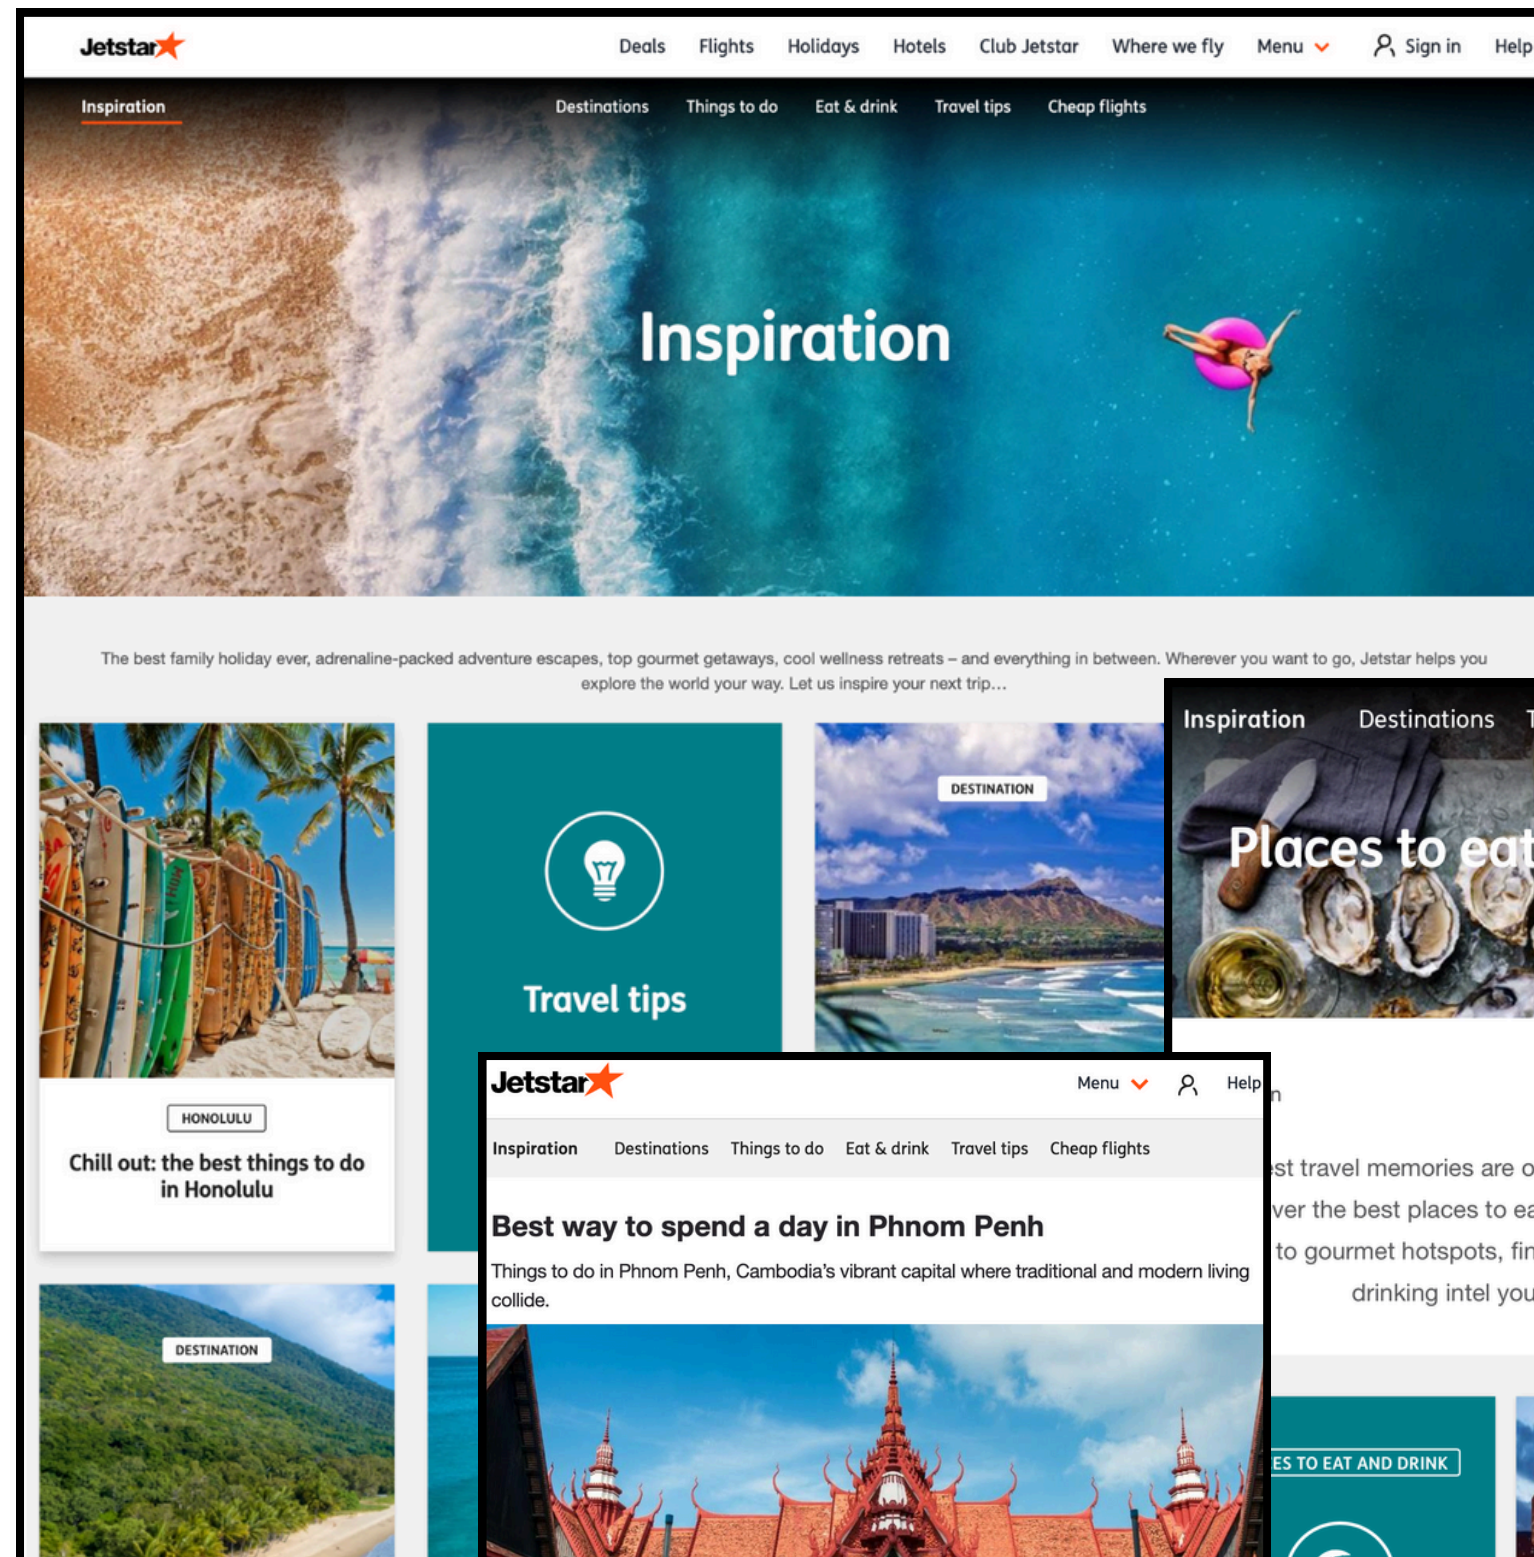 Jetstar
Deals Flights Holidays Hotels Club Jetstar Where we fly Menu Sign in Help
Inspiration Destinations Things to do Eat & drink Travel tips Cheap flights
Inspiration
The best family holiday ever, adrenaline-packed adventure escapes, top gourmet getaways, cool wellness retreats – and everything in between. Wherever you want to go, Jetstar helps you
explore the world your way. Let us inspire your next trip...
HONOLULU
Chill out: the best things to do
in Honolulu
Travel tips
DESTINATION
DESTINATION
Inspiration Destinations
Places to eat
travel memories are
the best places to
to gourmet hotspots,
drinking intel you
TO EAT AND DRINK
Jetstar
Menu Help
Inspiration Destinations Things to do Eat & drink Travel tips Cheap flights
Best way to spend a day in Phnom Penh
Things to do in Phnom Penh, Cambodia’s vibrant capital where traditional and modern living
collide.